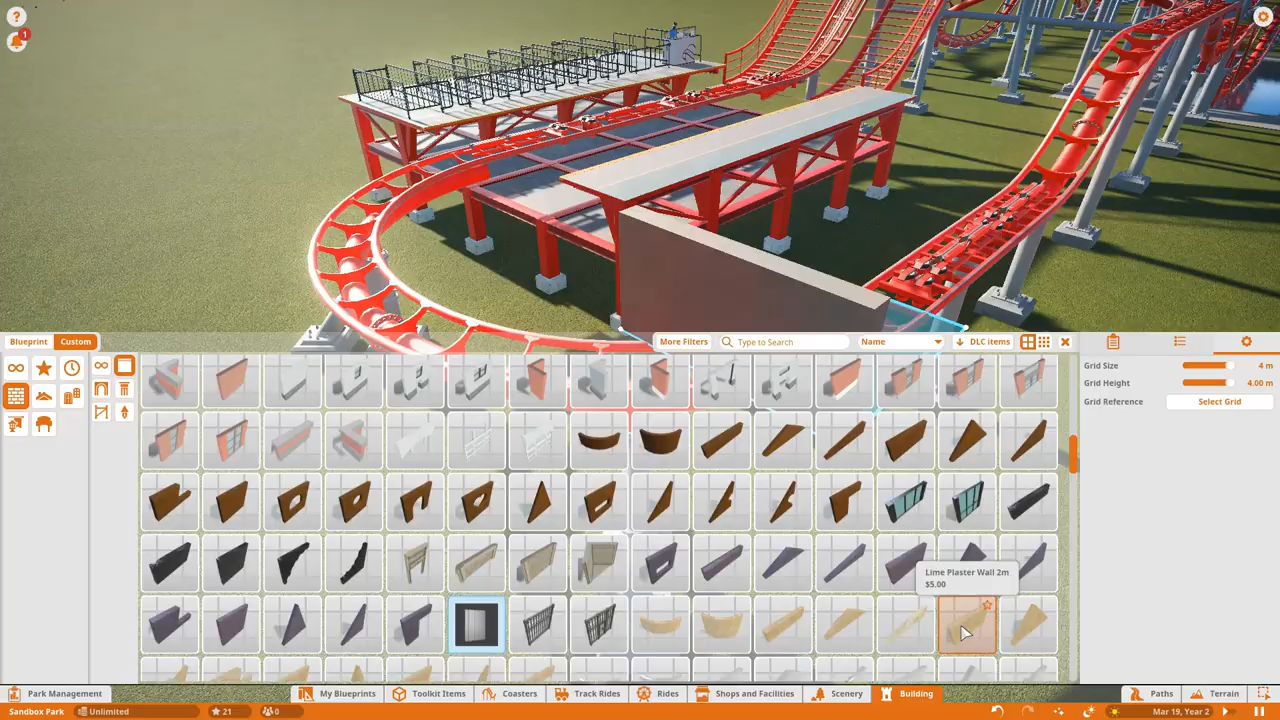 ?
1
Blueprint
Custom
More Filters
Type to Search
Name
DLC items
Grid Size
4 m
Grid Height
4.00 m
Grid Reference
Select Grid
Lime Plaster Wall 2m
$5.00
Park Management
My Blueprints
Toolkit Items
Coasters
Track Rides
Rides
Shops and Facilities
Scenery
Building
Paths
Terrain
Sandbox Park
Unlimited
21
0
Mar 19, Year 2